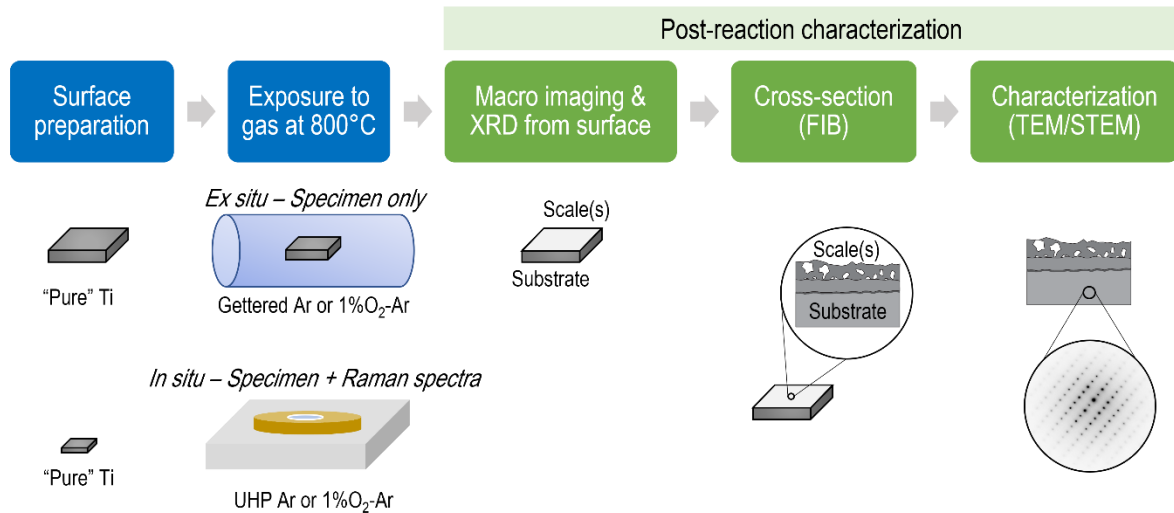 Post-reaction characterization
Surface
preparation
Exposure to
gas at 800°C
Macro imaging &
XRD from surface
Cross-section
(FIB)
Characterization
(TEM/STEM)
Ex situ – Specimen only
"Pure" Ti
Gettered Ar or 1%O₂-Ar
Scale(s)
Substrate
Scale(s)
Substrate
In situ – Specimen + Raman spectra
"Pure" Ti
UHP Ar or 1%O₂-Ar